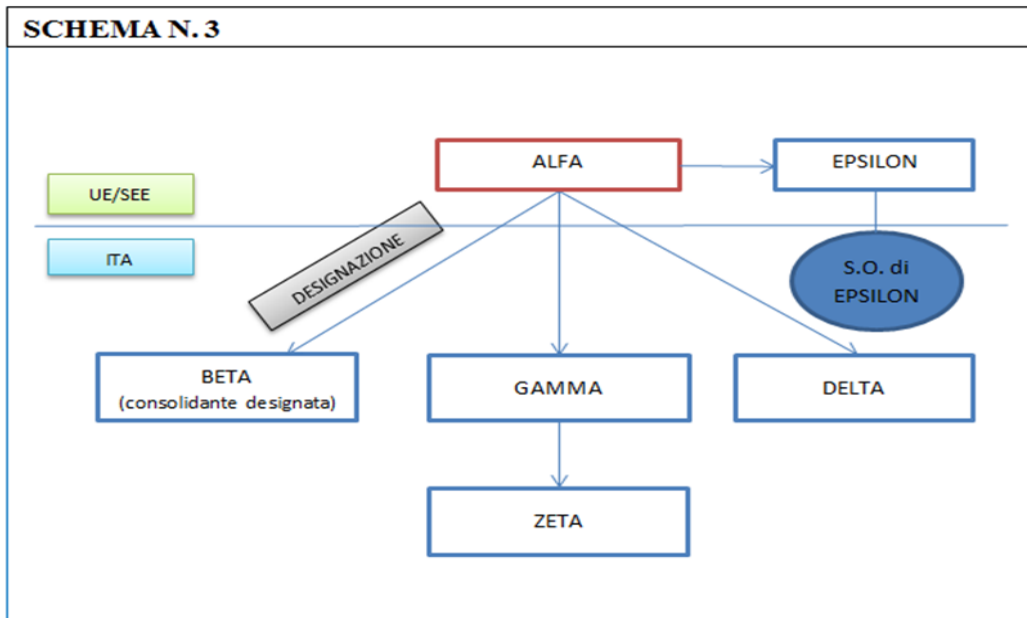 SCHEMA N. 3
ALFA
EPSILON
UE/SEE
DESIGNAZIONE
ITA
S.O. di
EPSILON
BETA
(consolidante designata)
GAMMA
DELTA
ZETA